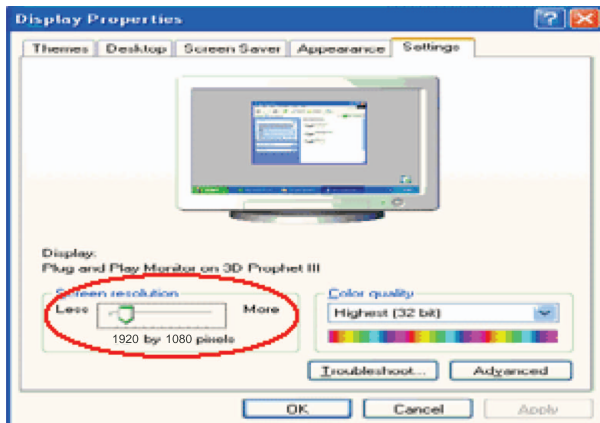 Display Properties
Themes Desktop Screen Saver Appearance Settings
Display:
Plug and Play Monitor on 3D Prophet III
Screen resolution
Less More
1920 by 1080 pixels
Color quality
Highest (32 bit)
Troubleshoot... Advanced
OK Cancel Apply